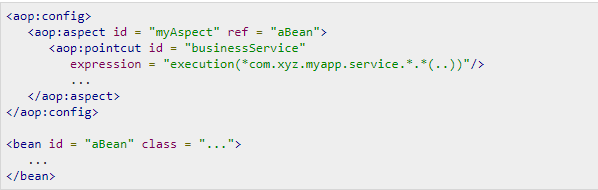 <aop:config>
   <aop:aspect id = "myAspect" ref = "aBean">
      <aop:pointcut id = "businessService"
         expression = "execution(*com.xyz.myapp.service.*.*(..))"/>
         ...
   </aop:aspect>
</aop:config>

<bean id = "aBean" class = "...">
   ...
</bean>